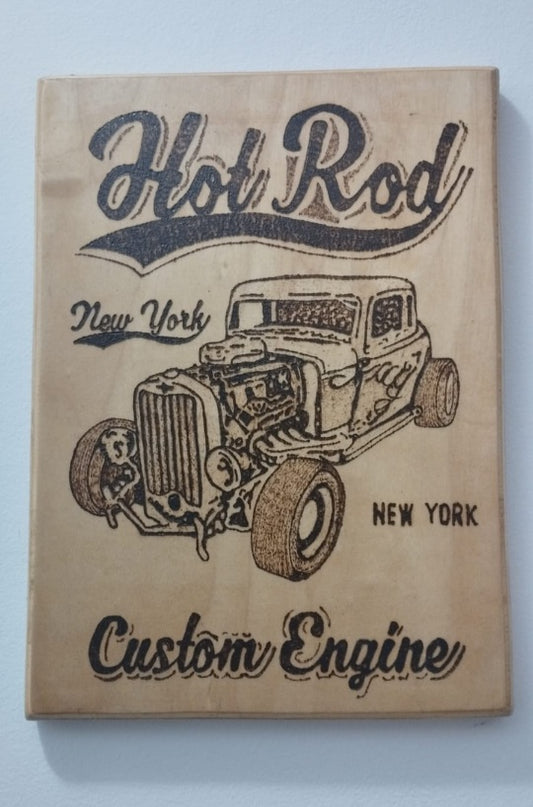 Hot Rod
New York
NEW YORK
Custom Engine